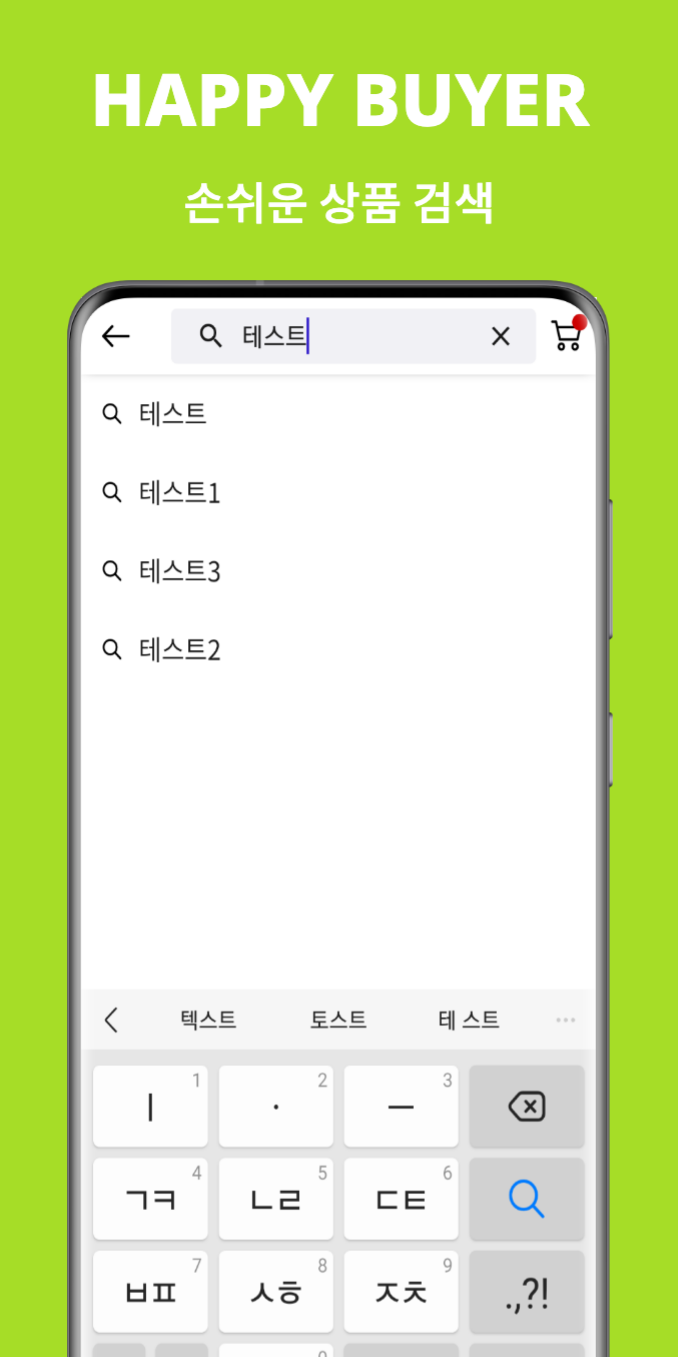 HAPPY BUYER
손쉬운 상품 검색
테스트
테스트
테스트1
테스트3
테스트2
텍스트 토스트 테 스트 ···
ㅣ 1 · 2 ㅡ 3
ㄱㅋ 4 ㄴㄹ 5 ㄷㅌ 6
ㅂㅍ 7 ㅅㅎ 8 ㅈㅊ 9 .,?!